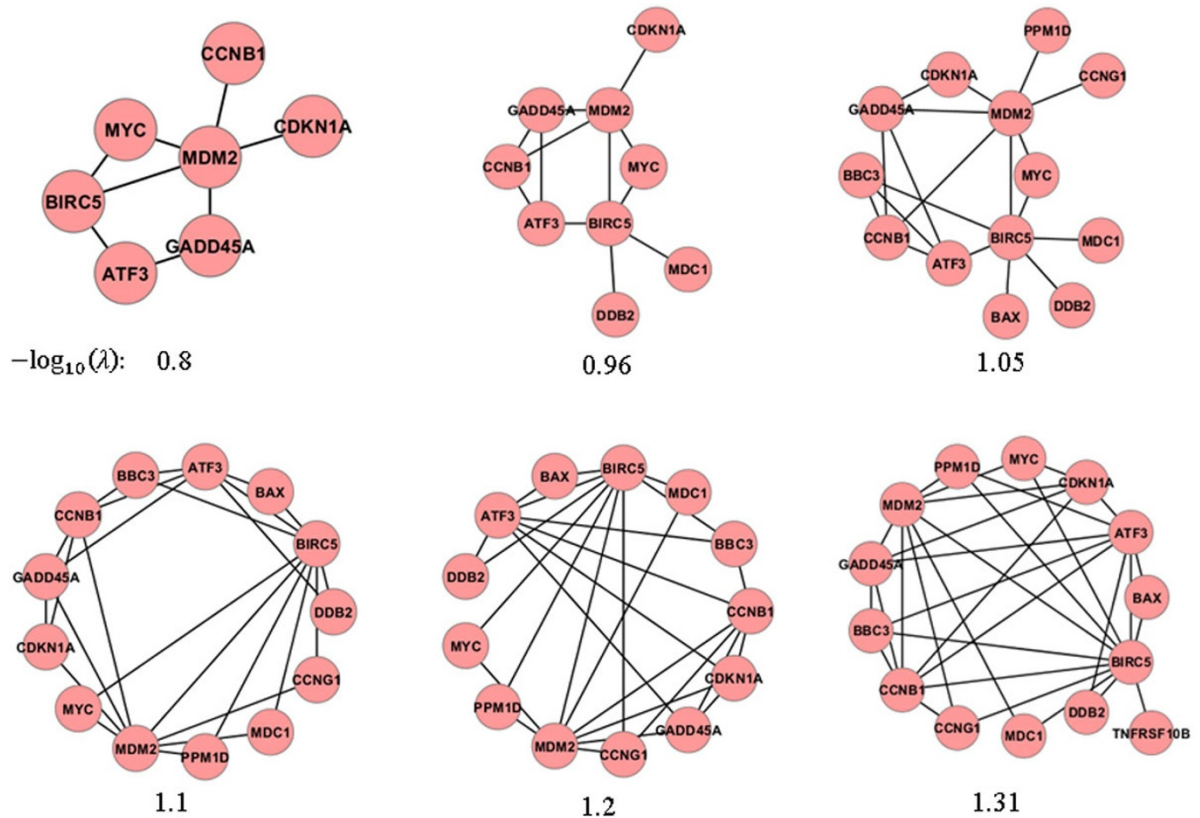 CCNB1
MYC
CDKN1A
MDM2
BIRC5
GADD45A
ATF3
−log₁₀(λ): 0.8
CDKN1A
GADD45A
MDM2
CCNB1
MYC
ATF3
BIRC5
MDC1
DDB2
0.96
PPM1D
CDKN1A
CCNG1
GADD45A
MDM2
BBC3
MYC
CCNB1
BIRC5
MDC1
ATF3
DDB2
BAX
1.05
ATF3
BBC3
BAX
CCNB1
BIRC5
GADD45A
DDB2
CDKN1A
CCNG1
MYC
MDC1
MDM2
PPM1D
1.1
BIRC5
BAX
MDC1
ATF3
BBC3
DDB2
CCNB1
MYC
CDKN1A
PPM1D
GADD45A
MDM2
CCNG1
1.2
MYC
PPM1D
CDKN1A
MDM2
ATF3
GADD45A
BAX
BBC3
BIRC5
CCNB1
DDB2
CCNG1
MDC1
TNFRSF10B
1.31